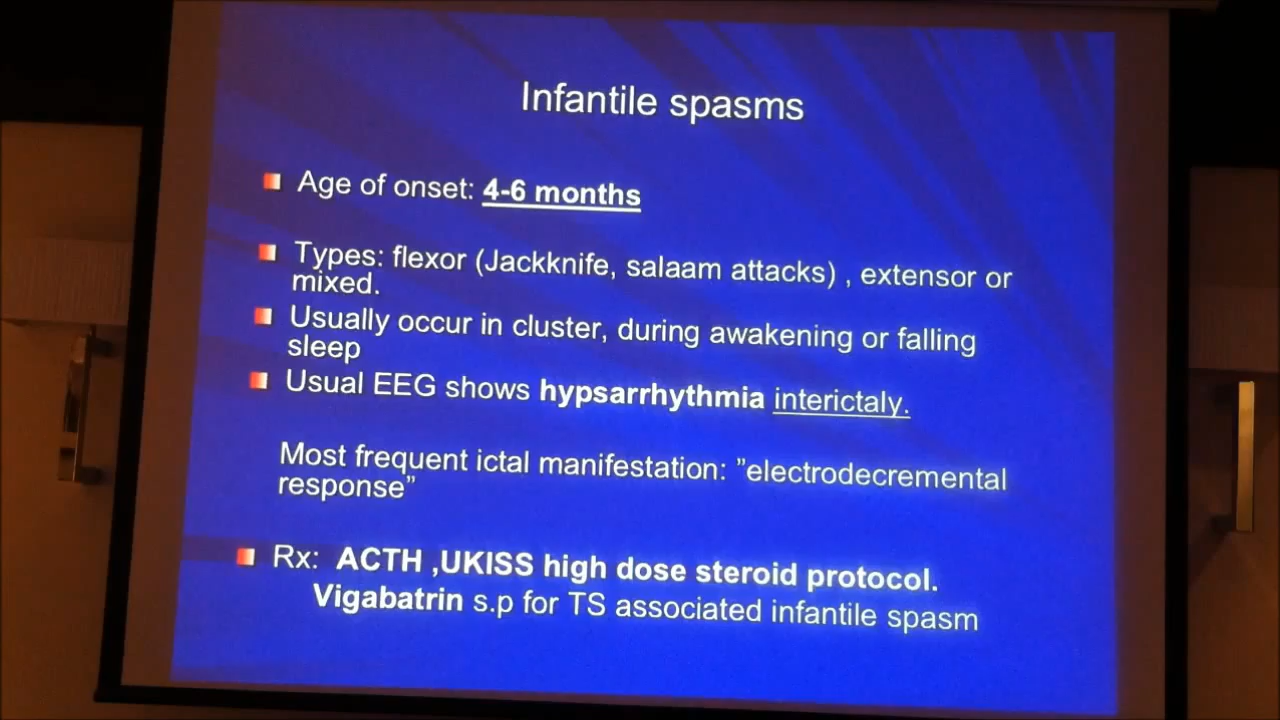 Infantile spasms
Age of onset: 4-6 months
Types: flexor (Jackknife, salaam attacks) , extensor or
mixed.
Usually occur in cluster, during awakening or falling
sleep
Usual EEG shows hypsarrhythmia interictaly.
Most frequent ictal manifestation: ”electrodecremental
response”
Rx: ACTH ,UKISS high dose steroid protocol.
Vigabatrin s.p for TS associated infantile spasm